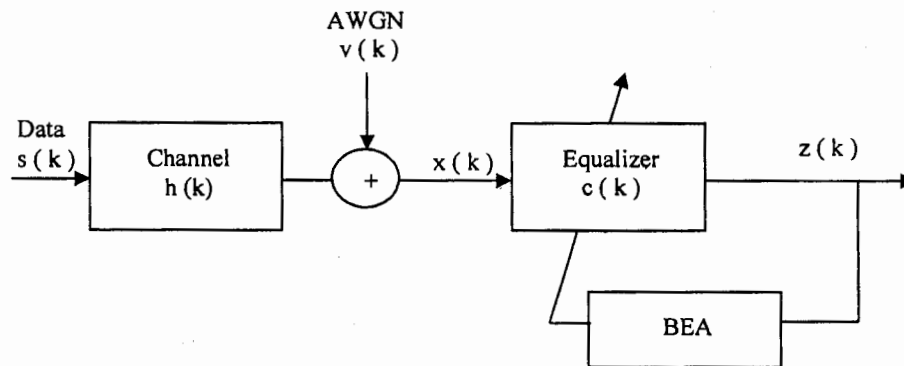 AWGN
v ( k )
Data
s ( k )
Channel
h (k)
+
x ( k )
Equalizer
c ( k )
z ( k )
BEA